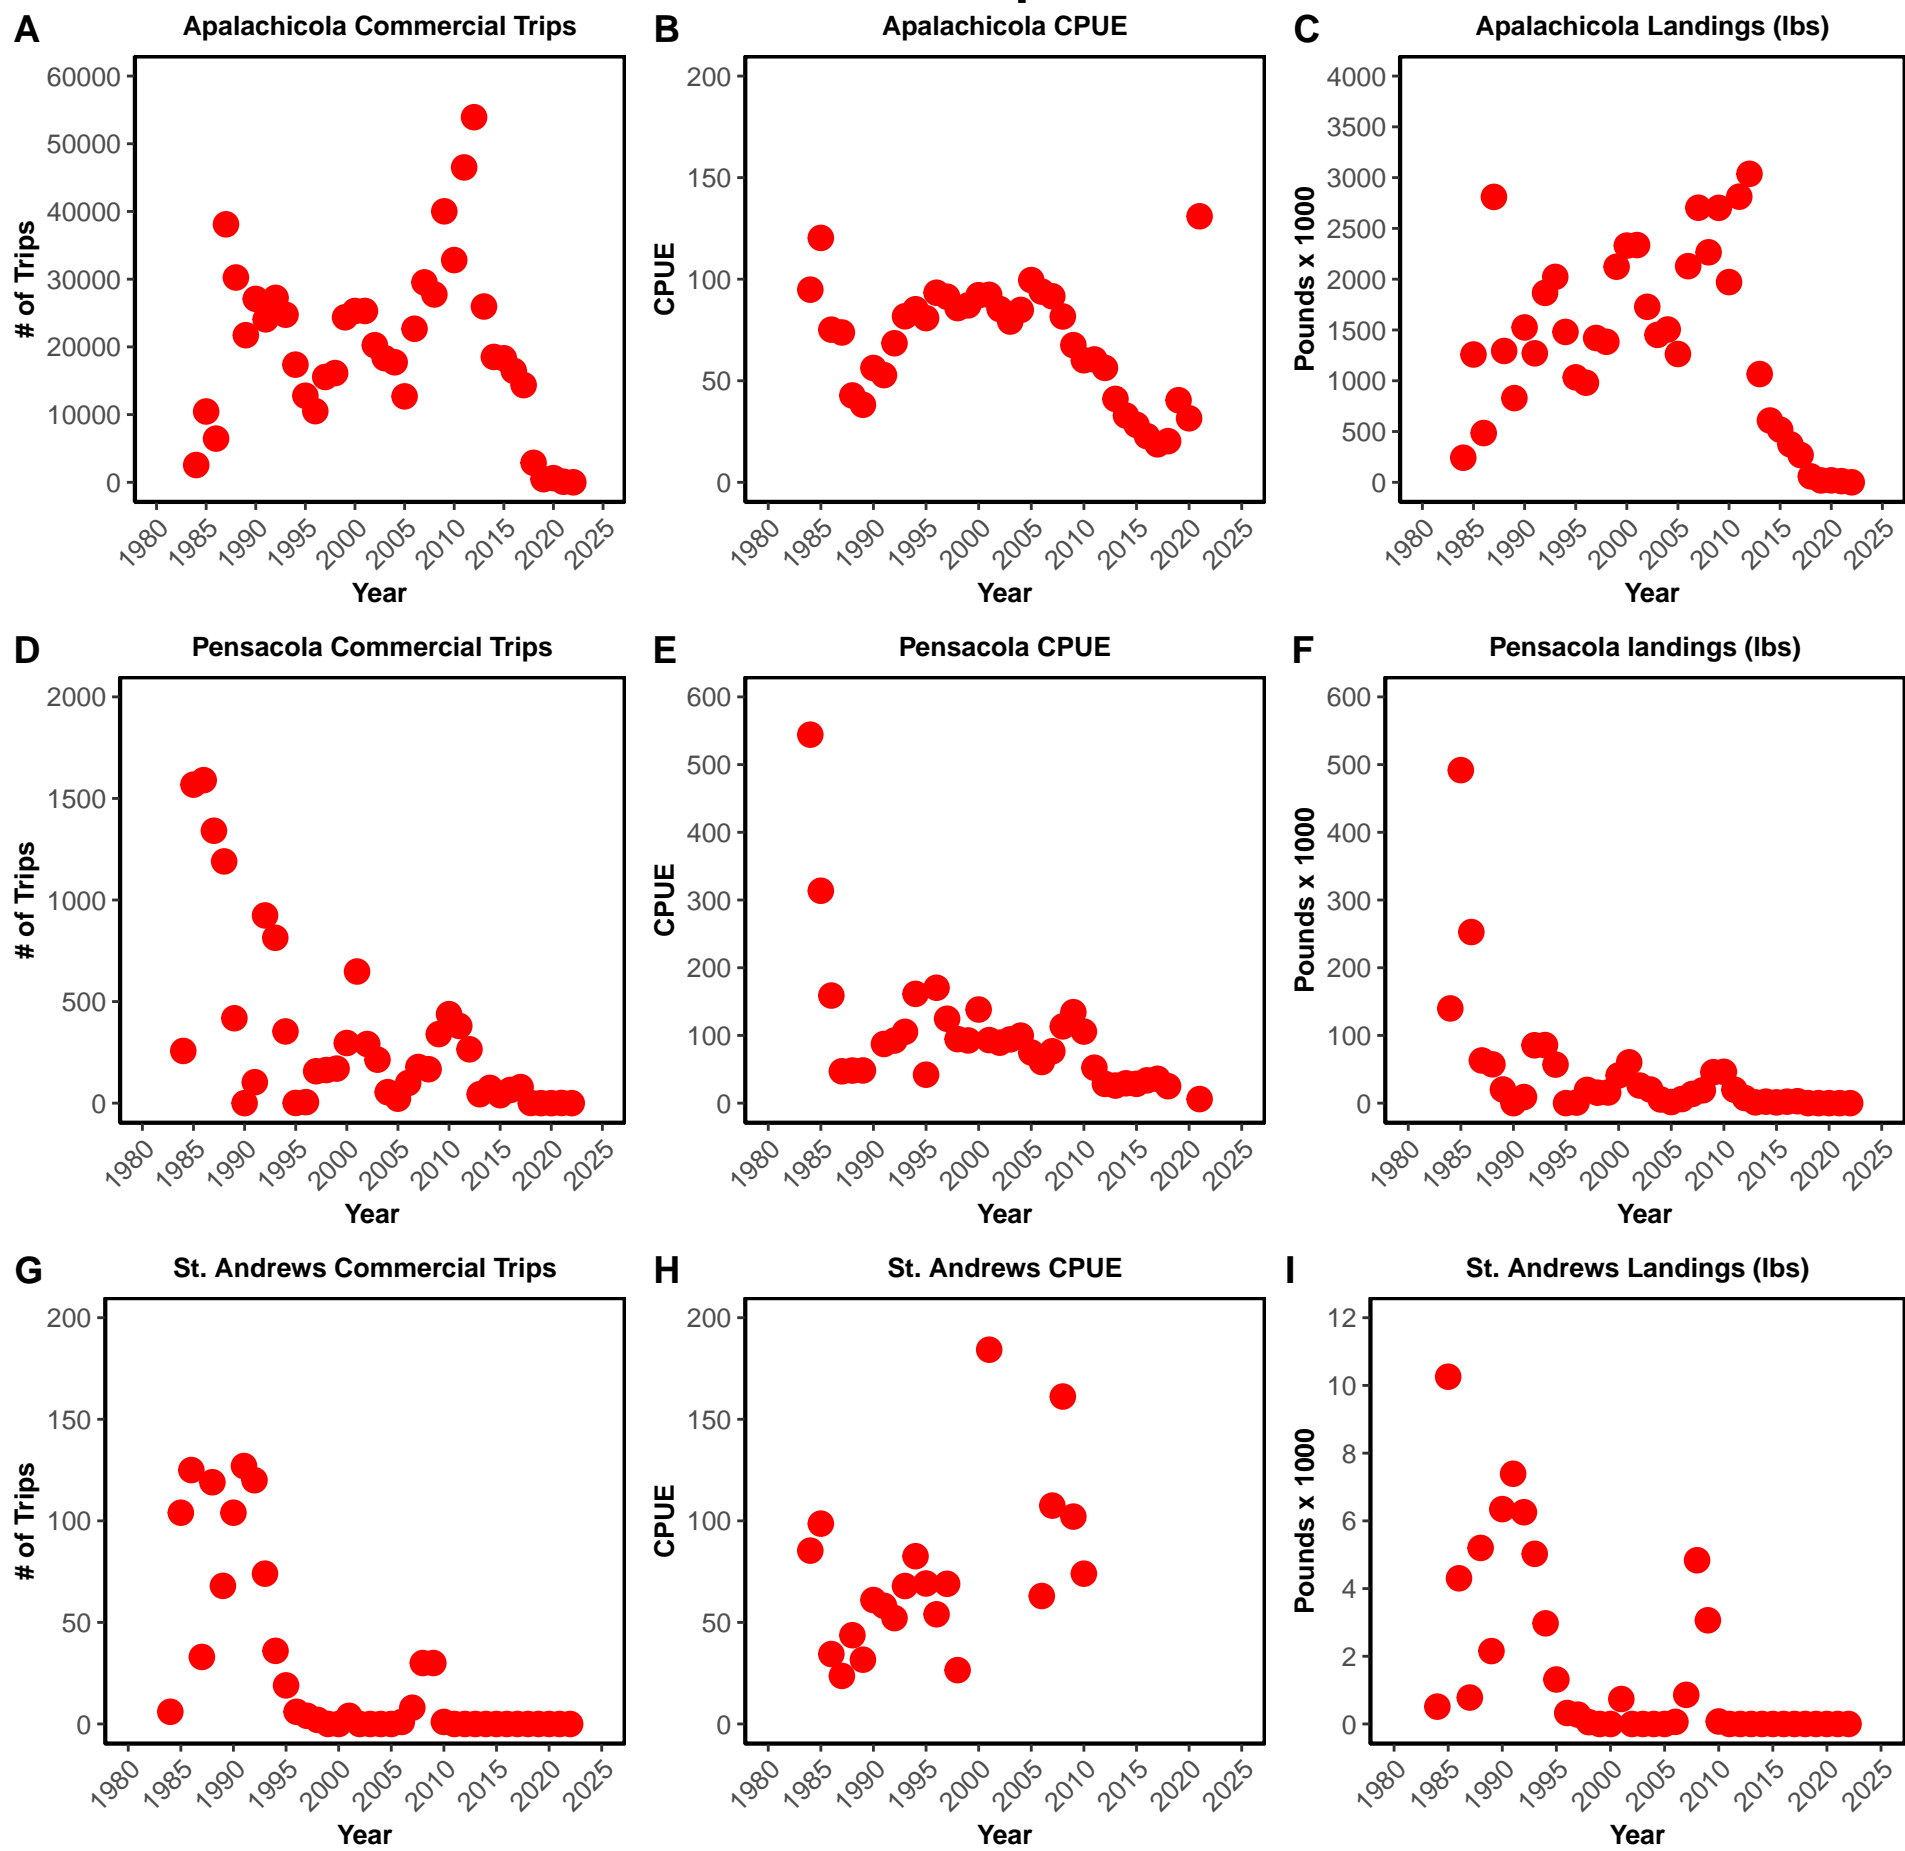 A Apalachicola Commercial Trips
60000
50000
40000
30000
20000
10000
0
# of Trips
1980 1985 1990 1995 2000 2005 2010 2015 2020 2025
Year
B Apalachicola CPUE
200
150
100
50
0
CPUE
1980 1985 1990 1995 2000 2005 2010 2015 2020 2025
Year
C Apalachicola Landings (lbs)
4000
3500
3000
2500
2000
1500
1000
500
0
Pounds x 1000
1980 1985 1990 1995 2000 2005 2010 2015 2020 2025
Year
D Pensacola Commercial Trips
2000
1500
1000
500
0
# of Trips
1980 1985 1990 1995 2000 2005 2010 2015 2020 2025
Year
E Pensacola CPUE
600
500
400
300
200
100
0
CPUE
1980 1985 1990 1995 2000 2005 2010 2015 2020 2025
Year
F Pensacola landings (lbs)
600
500
400
300
200
100
0
Pounds x 1000
1980 1985 1990 1995 2000 2005 2010 2015 2020 2025
Year
G St. Andrews Commercial Trips
200
150
100
50
0
# of Trips
1980 1985 1990 1995 2000 2005 2010 2015 2020 2025
Year
H St. Andrews CPUE
200
150
100
50
0
CPUE
1980 1985 1990 1995 2000 2005 2010 2015 2020 2025
Year
I St. Andrews Landings (lbs)
12
10
8
6
4
2
0
Pounds x 1000
1980 1985 1990 1995 2000 2005 2010 2015 2020 2025
Year